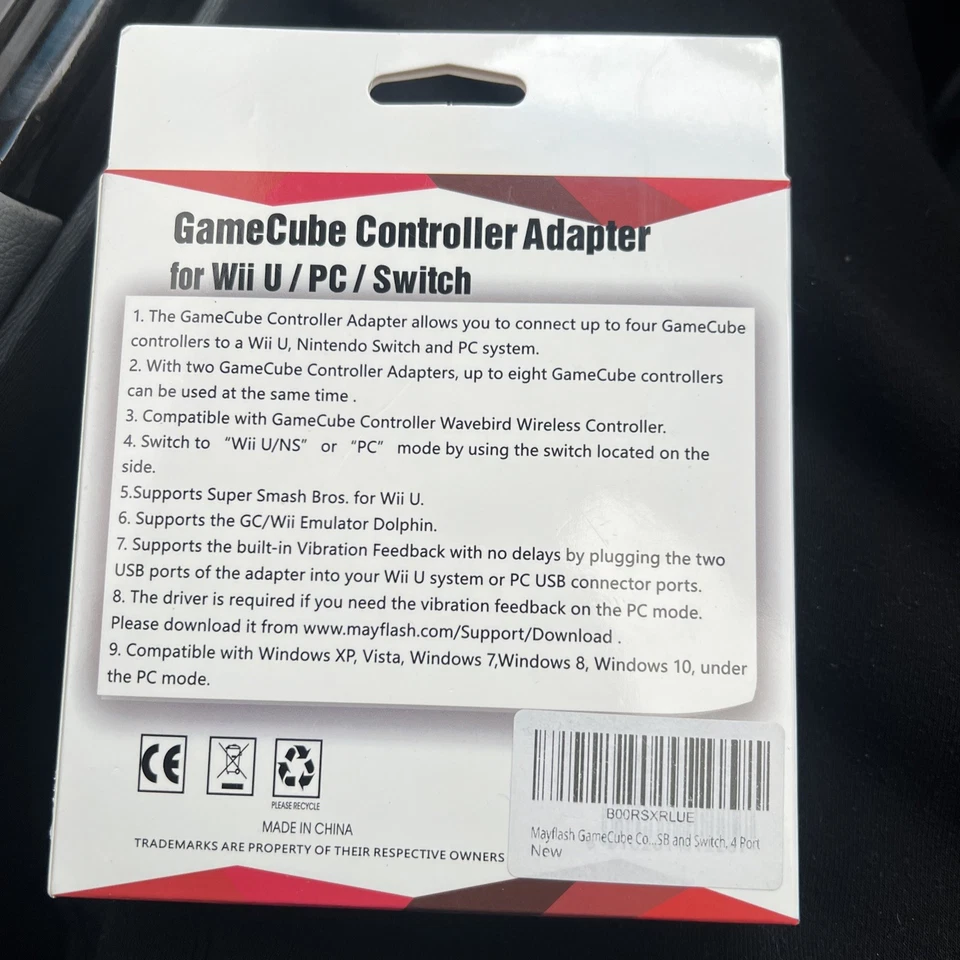 GameCube Controller Adapter
for Wii U / PC / Switch
1. The GameCube Controller Adapter allows you to connect up to four GameCube
controllers to a Wii U, Nintendo Switch and PC system.
2. With two GameCube Controller Adapters, up to eight GameCube controllers
can be used at the same time .
3. Compatible with GameCube Controller Wavebird Wireless Controller.
4. Switch to “Wii U/NS” or “PC” mode by using the switch located on the
side.
5.Supports Super Smash Bros. for Wii U.
6. Supports the GC/Wii Emulator Dolphin.
7. Supports the built-in Vibration Feedback with no delays by plugging the two
USB ports of the adapter into your Wii U system or PC USB connector ports.
8. The driver is required if you need the vibration feedback on the PC mode.
Please download it from www.mayflash.com/Support/Download .
9. Compatible with Windows XP, Vista, Windows 7,Windows 8, Windows 10, under
the PC mode.
CE
PLEASE RECYCLE
MADE IN CHINA
TRADEMARKS ARE PROPERTY OF THEIR RESPECTIVE OWNERS
B00RSXRLUE
Mayflash GameCube Co...SB and Switch, 4 Port
New